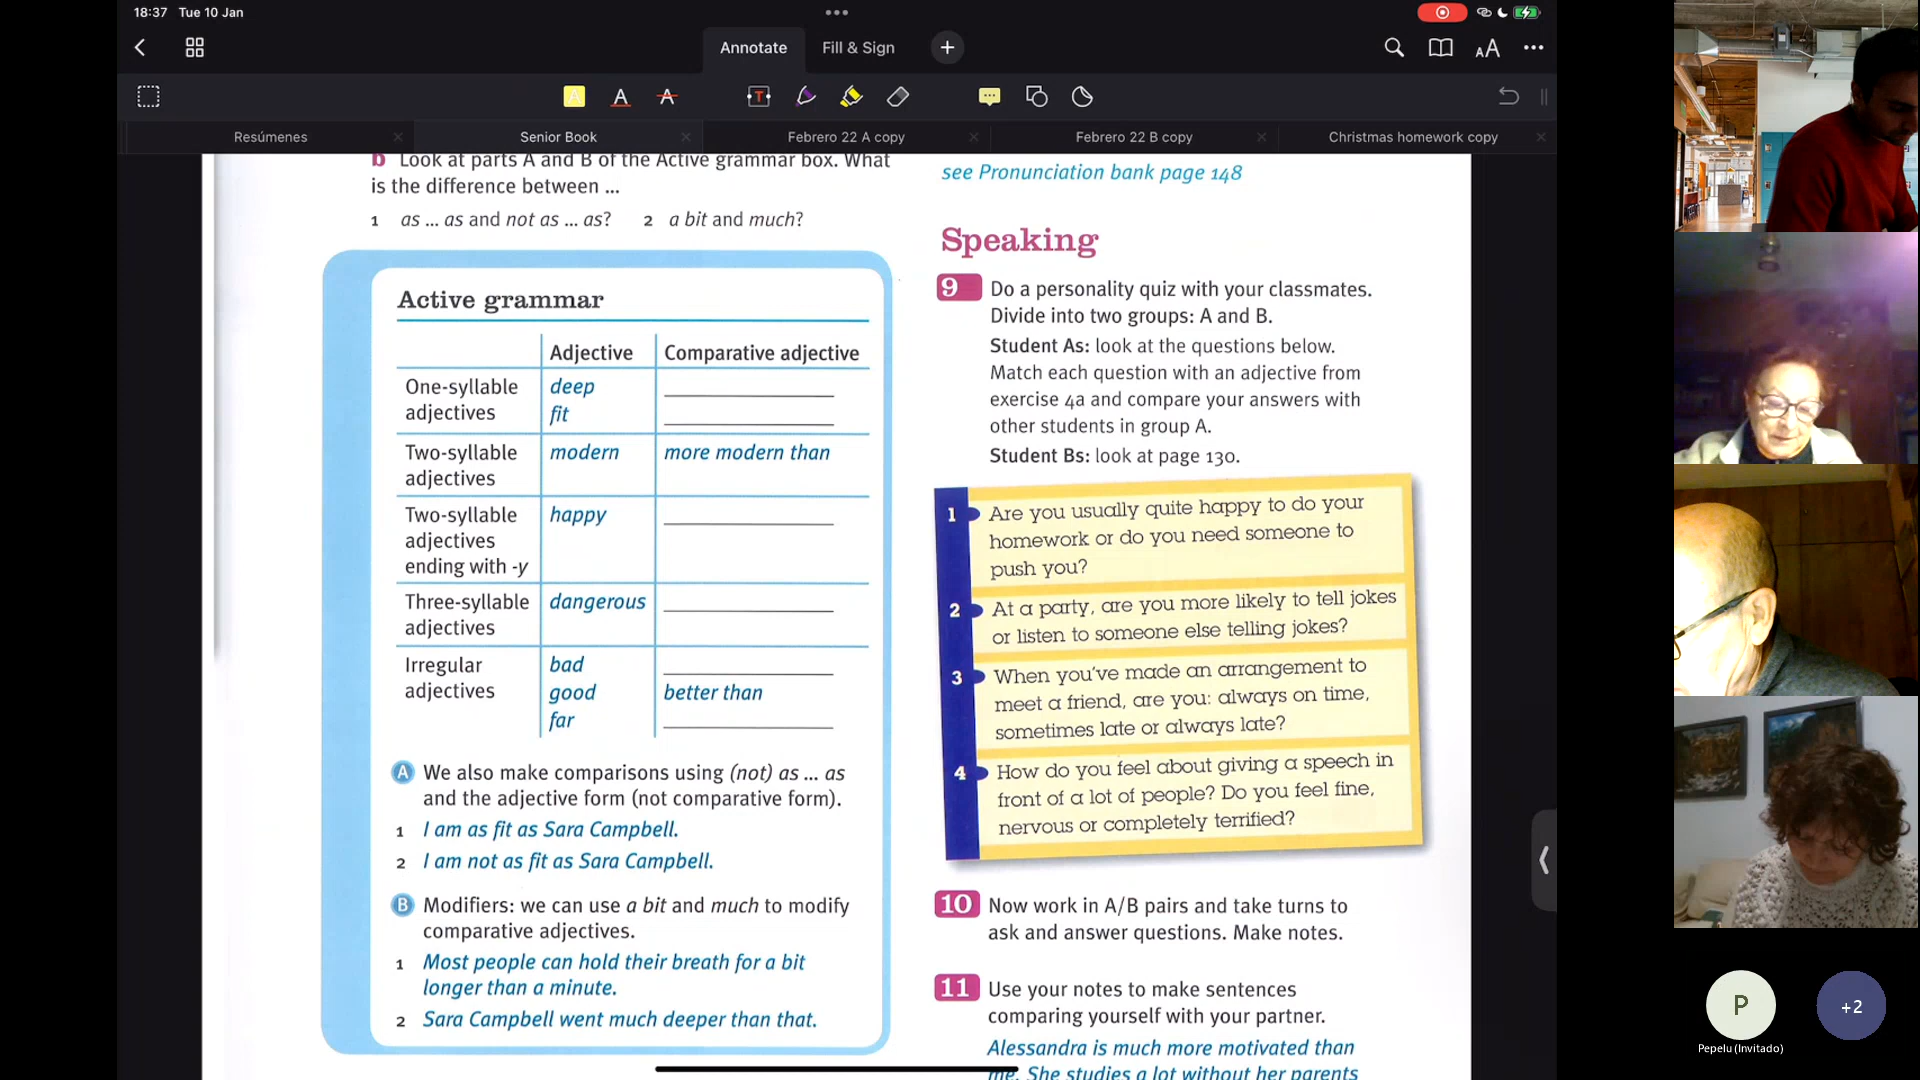 18:37 Tue 10 Jan
Annotate
Fill & Sign
Resúmenes
Senior Book
Febrero 22 A copy
Febrero 22 B copy
Christmas homework copy
b Look at parts A and B of the Active grammar box. What
is the difference between ...
1 as ... as and not as ... as? 2 a bit and much?
Active grammar
Adjective Comparative adjective
One-syllable deep
adjectives fit
Two-syllable modern more modern than
adjectives
Two-syllable happy
adjectives
ending with -y
Three-syllable dangerous
adjectives
Irregular bad
adjectives good better than
far
A We also make comparisons using (not) as ... as
and the adjective form (not comparative form).
1 I am as fit as Sara Campbell.
2 I am not as fit as Sara Campbell.
B Modifiers: we can use a bit and much to modify
comparative adjectives.
1 Most people can hold their breath for a bit
longer than a minute.
2 Sara Campbell went much deeper than that.
see Pronunciation bank page 148
Speaking
9 Do a personality quiz with your classmates.
Divide into two groups: A and B.
Student As: look at the questions below.
Match each question with an adjective from
exercise 4a and compare your answers with
other students in group A.
Student Bs: look at page 130.
1 Are you usually quite happy to do your
homework or do you need someone to
push you?
2 At a party, are you more likely to tell jokes
or listen to someone else telling jokes?
3 When you've made an arrangement to
meet a friend, are you: always on time,
sometimes late or always late?
4 How do you feel about giving a speech in
front of a lot of people? Do you feel fine,
nervous or completely terrified?
10 Now work in A/B pairs and take turns to
ask and answer questions. Make notes.
11 Use your notes to make sentences
comparing yourself with your partner.
Alessandra is much more motivated than
me. She studies a lot without her parents
P
+2
Pepelu (Invitado)